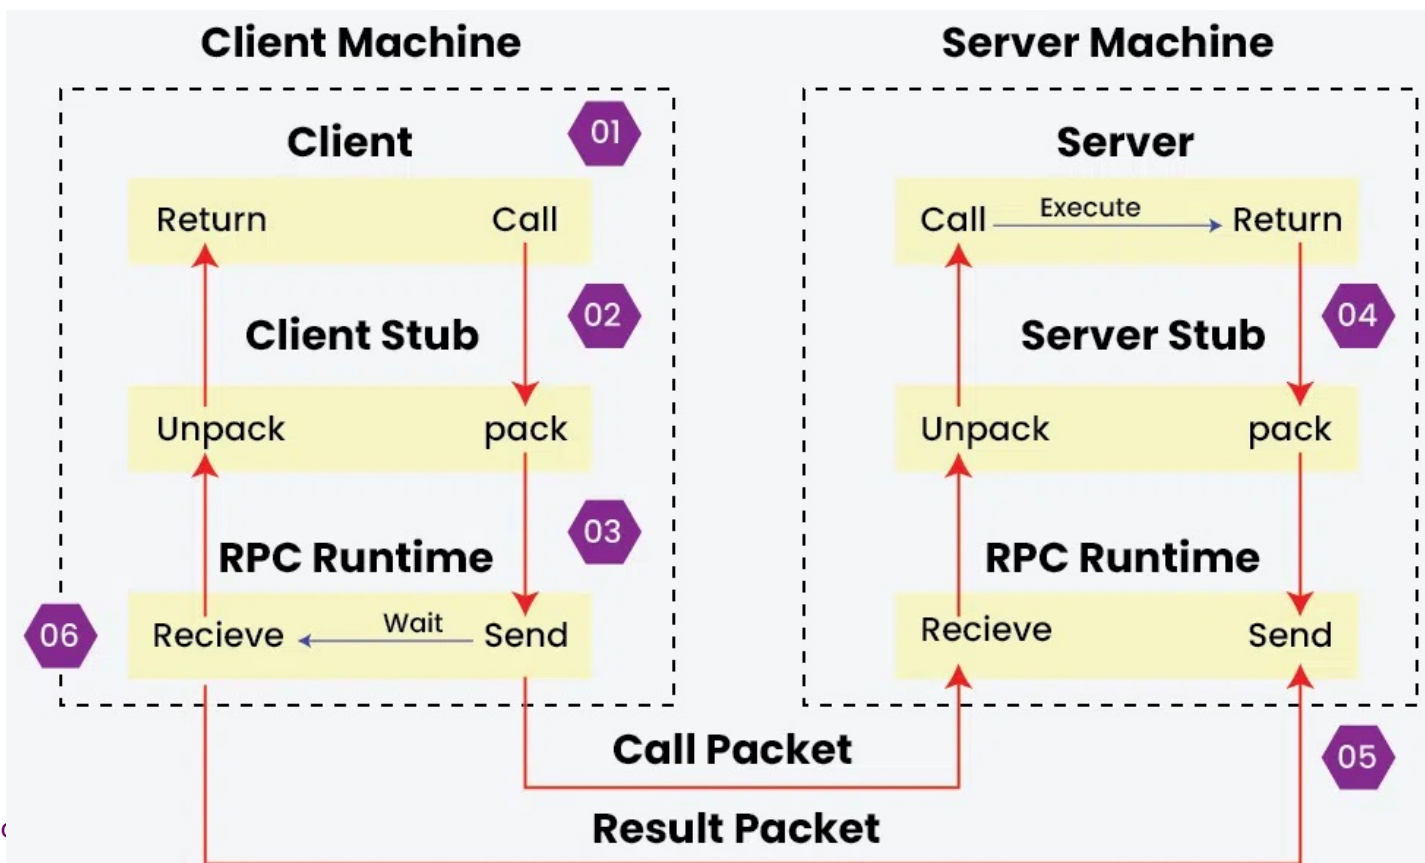 Client Machine
Server Machine
Client
01
Server
Return
Call
Call
Execute
Return
Client Stub
02
Server Stub
04
Unpack
pack
Unpack
pack
03
RPC Runtime
RPC Runtime
06
Recieve
Wait
Send
Recieve
Send
Call Packet
05
Result Packet